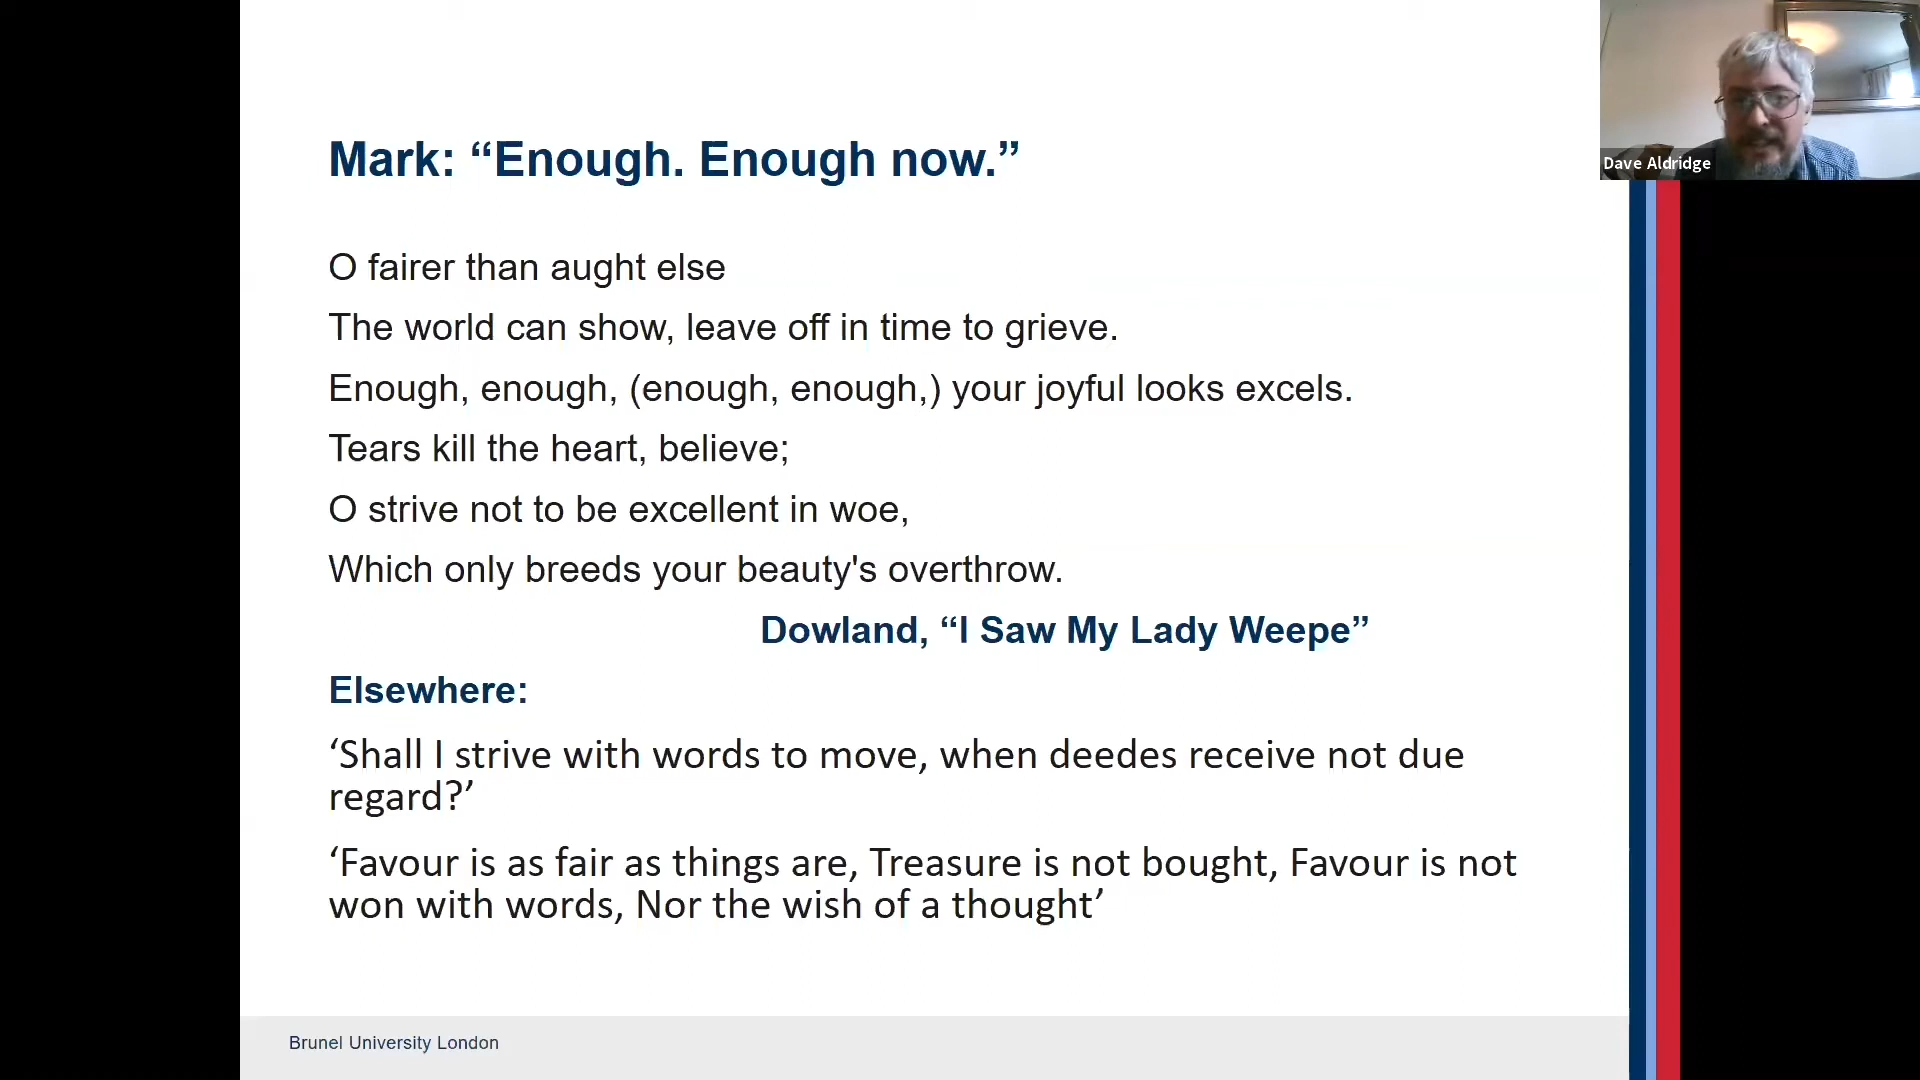 Dave Aldridge
Mark: “Enough. Enough now.”
O fairer than aught else
The world can show, leave off in time to grieve.
Enough, enough, (enough, enough,) your joyful looks excels.
Tears kill the heart, believe;
O strive not to be excellent in woe,
Which only breeds your beauty's overthrow.
Dowland, “I Saw My Lady Weepe”
Elsewhere:
‘Shall I strive with words to move, when deedes receive not due
regard?’
‘Favour is as fair as things are, Treasure is not bought, Favour is not
won with words, Nor the wish of a thought’
Brunel University London